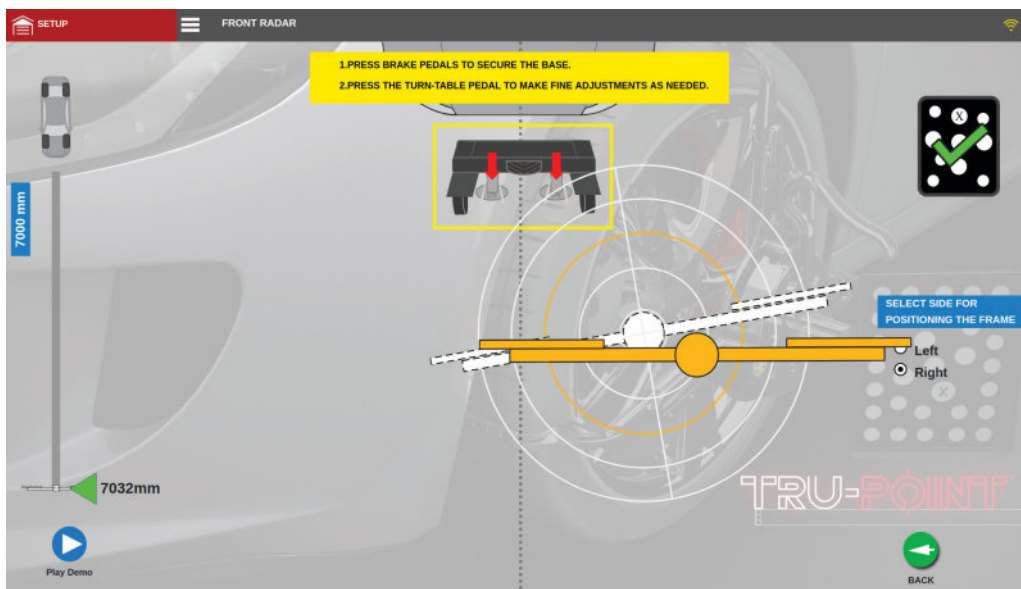 SETUP
FRONT RADAR
1.PRESS BRAKE PEDALS TO SECURE THE BASE.
2.PRESS THE TURN-TABLE PEDAL TO MAKE FINE ADJUSTMENTS AS NEEDED.
X
7000 mm
SELECT SIDE FOR
POSITIONING THE FRAME
Left
Right
X
7032mm
TRU-POINT
Play Demo
BACK